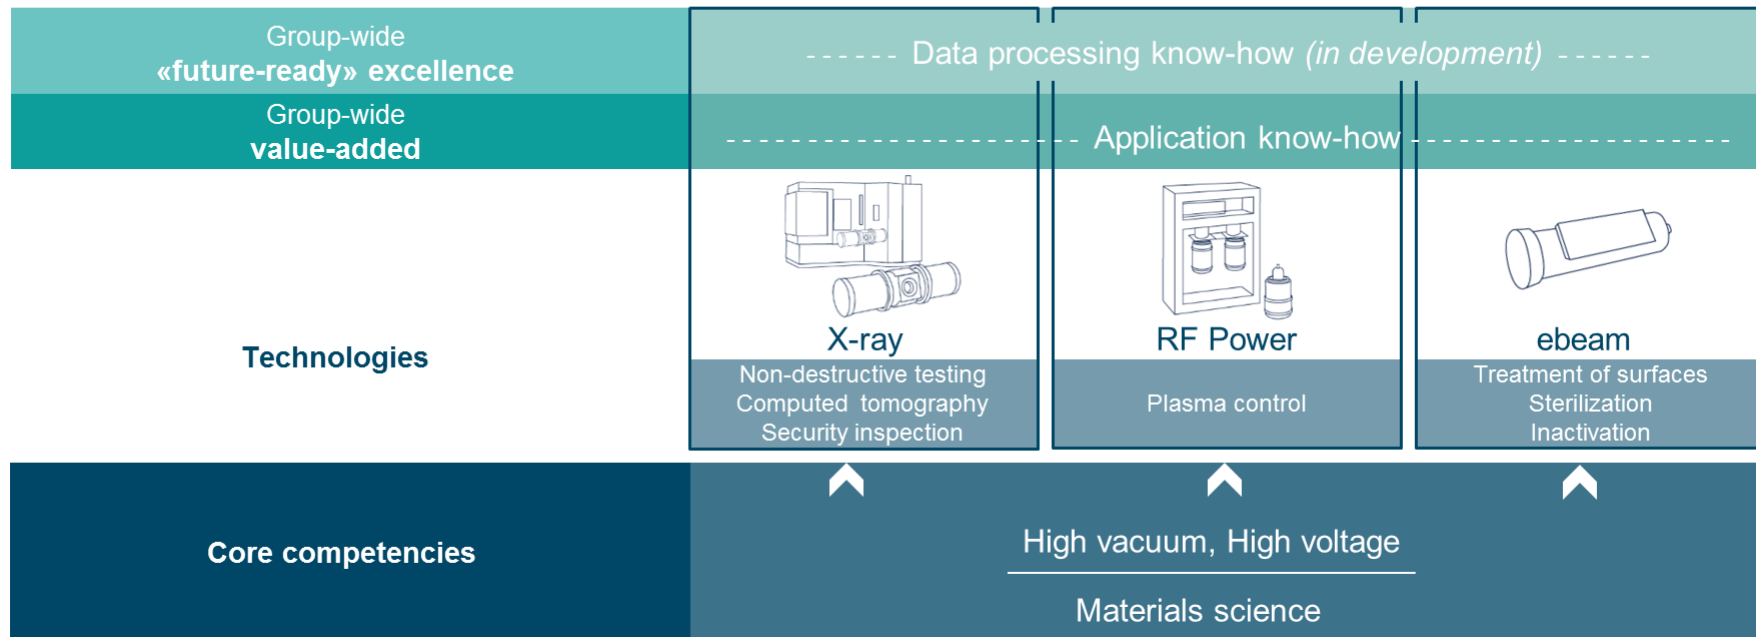 Group-wide
«future-ready» excellence
Data processing know-how (in development)
Group-wide
value-added
Application know-how
Technologies
X-ray
Non-destructive testing
Computed tomography
Security inspection
RF Power
Plasma control
ebeam
Treatment of surfaces
Sterilization
Inactivation
Core competencies
High vacuum, High voltage
Materials science